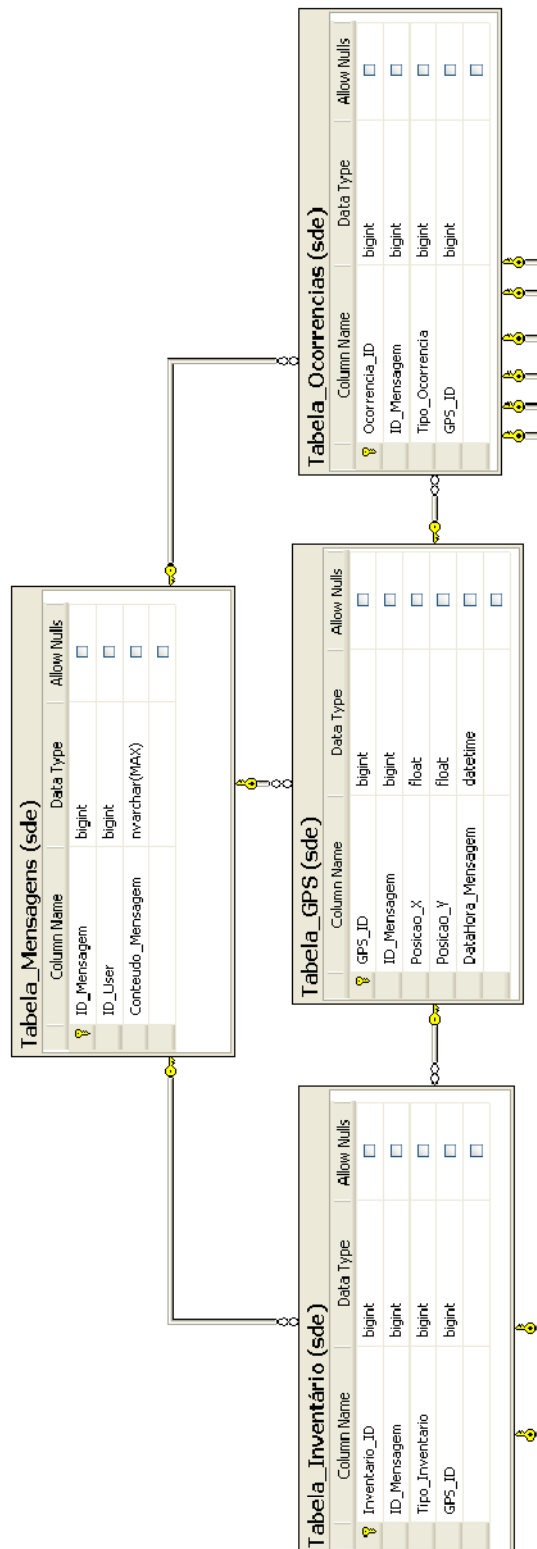 Tabela_Mensagens (sde)
Column Name Data Type Allow Nulls
ID_Mensagem bigint
ID_User bigint
Conteudo_Mensagem nvarchar(MAX)
Tabela_Inventário (sde)
Column Name Data Type Allow Nulls
Inventario_ID bigint
ID_Mensagem bigint
Tipo_Inventario bigint
GPS_ID bigint
Tabela_GPS (sde)
Column Name Data Type Allow Nulls
GPS_ID bigint
ID_Mensagem bigint
Posicao_X float
Posicao_Y float
DataHora_Mensagem datetime
Tabela_Ocorrencias (sde)
Column Name Data Type Allow Nulls
Ocorrencia_ID bigint
ID_Mensagem bigint
Tipo_Ocorrencia bigint
GPS_ID bigint